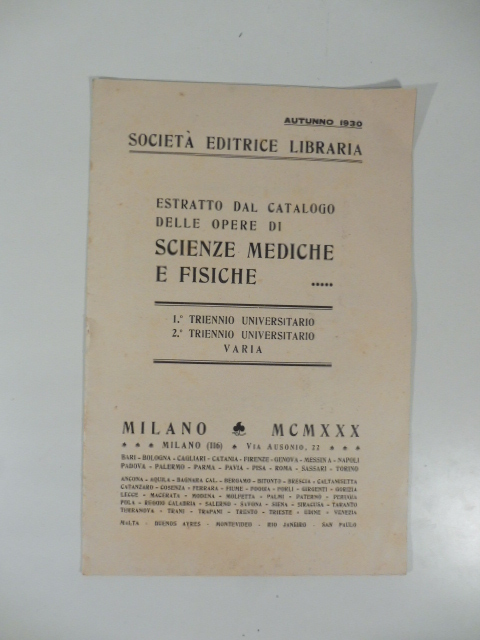 AUTUNNO 1930
SOCIETÀ EDITRICE LIBRARIA
ESTRATTO DAL CATALOGO
DELLE OPERE DI
SCIENZE MEDICHE
E FISICHE .....
1.º TRIENNIO UNIVERSITARIO
2.º TRIENNIO UNIVERSITARIO
VARIA
MILANO ♣ MCMXXX
♠ ♠ ♠ MILANO (116) ♠ VIA AUSONIO, 22 ♠ ♠ ♠
BARI - BOLOGNA - CAGLIARI - CATANIA - FIRENZE - GENOVA - MESSINA - NAPOLI
PADOVA - PALERMO - PARMA - PAVIA - PISA - ROMA - SASSARI - TORINO
ANCONA - AQUILA - BAGNARA CAL. - BERGAMO - BITONTO - BRESCIA - CALTANISETTA
CATANZARO - COSENZA - FERRARA - FIUME - FOGGIA - FORLÌ - GIRGENTI - GORIZIA
LECCE - MACERATA - MODENA - MOLFETTA - PALMI - PATERNO - PERUGIA
POLA - REGGIO CALABRIA - SALERNO - SAVONA - SIENA - SIRACUSA - TARANTO
TERRANOVA - TRANI - TRAPANI - TRENTO - TRIESTE - UDINE - VENEZIA
MALTA - BUENOS AYRES - MONTEVIDEO - RIO JANEIRO - SAN PAULO